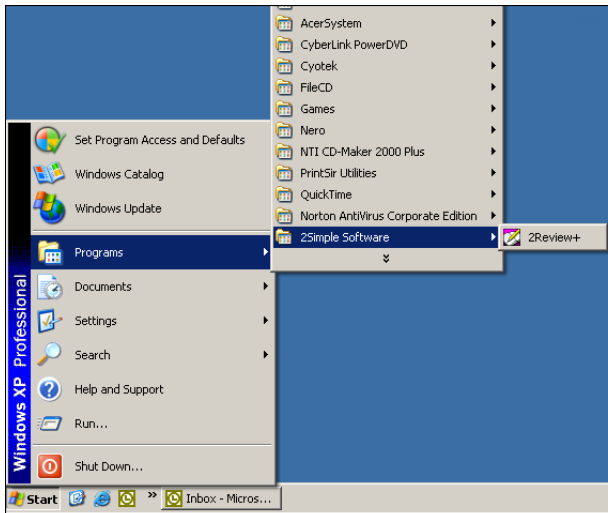 AcerSystem
CyberLink PowerDVD
Cyotek
FileCD
Games
Nero
NTI CD-Maker 2000 Plus
PrintSir Utilities
QuickTime
Norton AntiVirus Corporate Edition
2Simple Software
2Review+
Set Program Access and Defaults
Windows Catalog
Windows Update
Programs
Documents
Settings
Search
Help and Support
Run...
Shut Down...
Windows XP Professional
Start
Inbox - Micros...